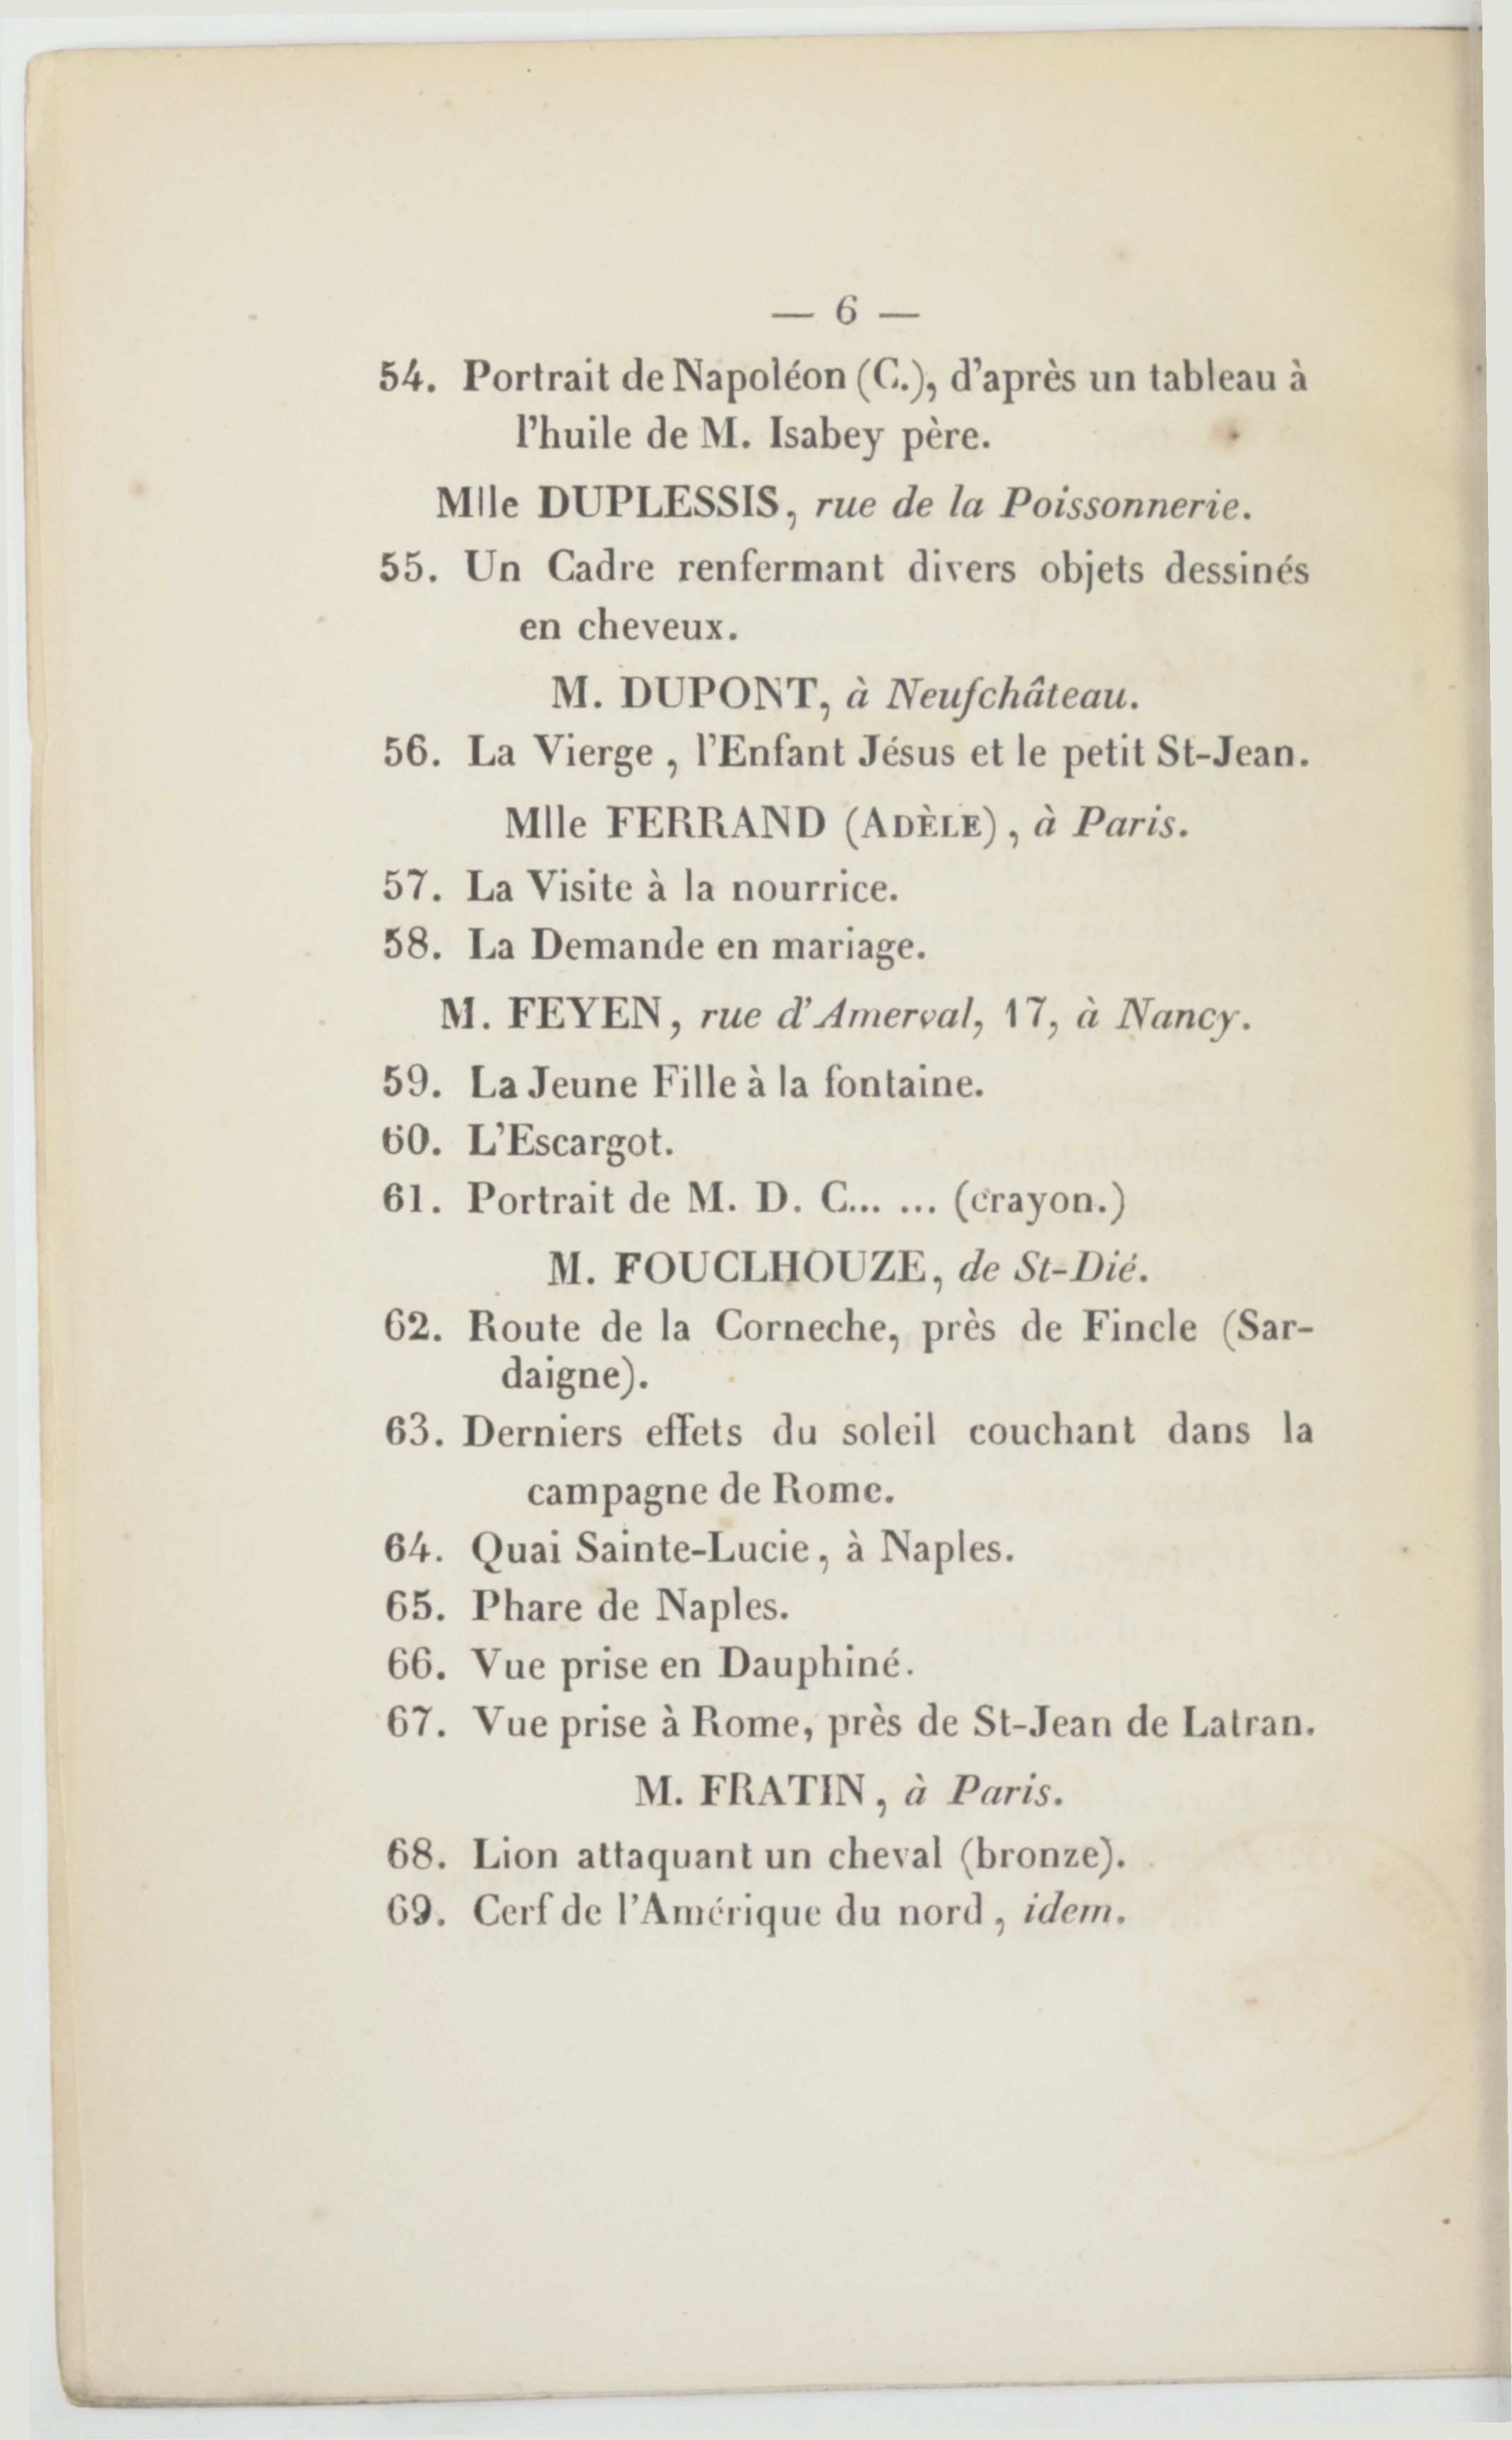 — 6 —
54. Portrait de Napoléon (C.), d'après un tableau à
l'huile de M. Isabey père.
Mlle DUPLESSIS, rue de la Poissonnerie.
55. Un Cadre renfermant divers objets dessinés
en cheveux.
M. DUPONT, à Neufchâteau.
56. La Vierge , l'Enfant Jésus et le petit St-Jean.
Mlle FERRAND (ADÈLE) , à Paris.
57. La Visite à la nourrice.
58. La Demande en mariage.
M. FEYEN, rue d'Amerval, 17, à Nancy.
59. La Jeune Fille à la fontaine.
60. L'Escargot.
61. Portrait de M. D. C... ... (crayon.)
M. FOUCLHOUZE, de St-Dié.
62. Route de la Corneche, près de Fincle (Sar-
daigne).
63. Derniers effets du soleil couchant dans la
campagne de Rome.
64. Quai Sainte-Lucie, à Naples.
65. Phare de Naples.
66. Vue prise en Dauphiné.
67. Vue prise à Rome, près de St-Jean de Latran.
M. FRATIN, à Paris.
68. Lion attaquant un cheval (bronze).
69. Cerf de l'Amérique du nord , idem.